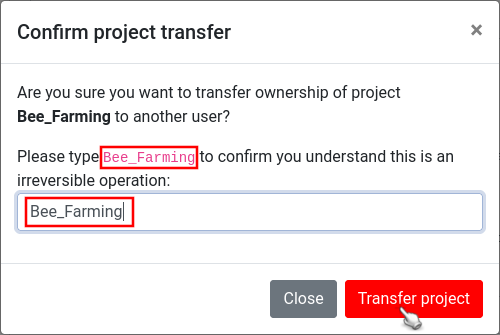 Confirm project transfer ×
Are you sure you want to transfer ownership of project
Bee_Farming to another user?
Please type Bee_Farming to confirm you understand this is an
irreversible operation:
Bee_Farming
Close Transfer project